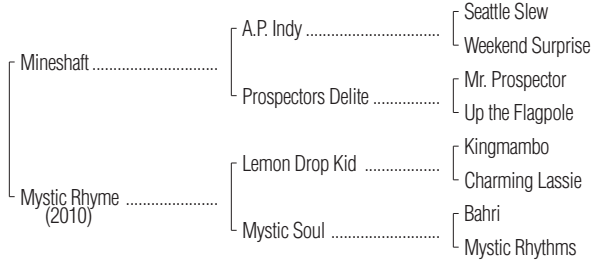 Seattle Slew
A.P. Indy ................................
Weekend Surprise
Mineshaft .............................
Mr. Prospector
Prospectors Delite ................
Up the Flagpole
Kingmambo
Lemon Drop Kid ..................
Charming Lassie
Mystic Rhyme ......................
(2010)
Bahri
Mystic Soul ..........................
Mystic Rhythms